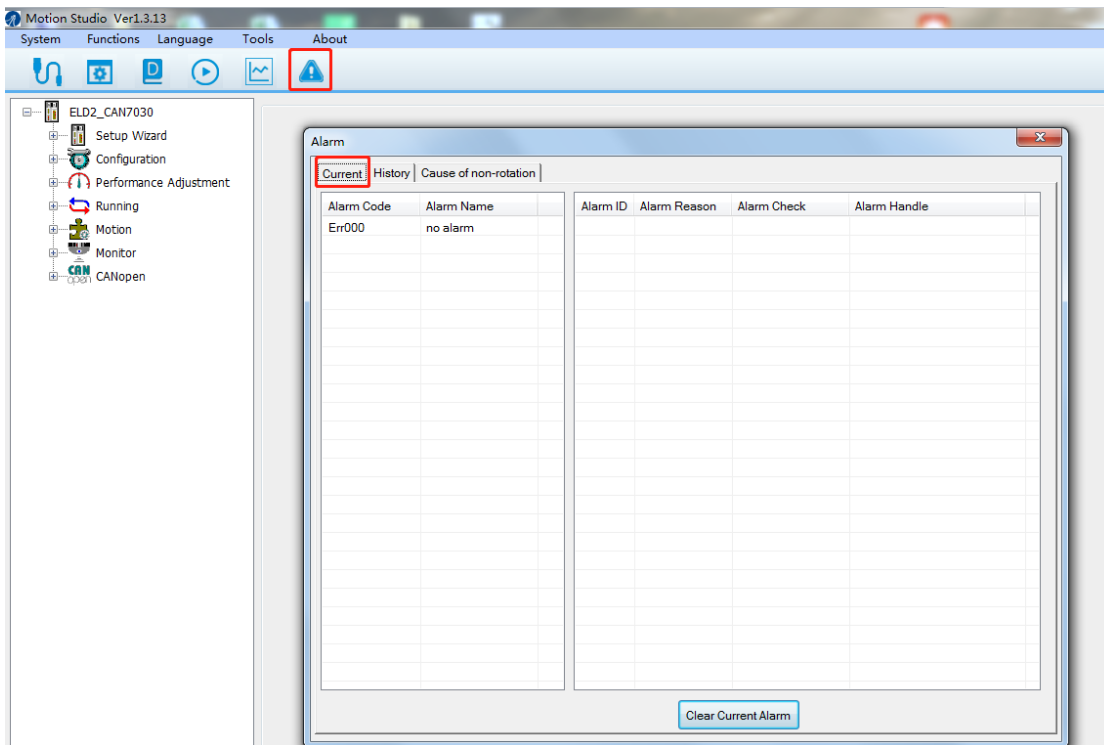 Motion Studio Ver1.3.13
System Functions Language Tools About
D
ELD2_CAN7030
Setup Wizard
Configuration
Performance Adjustment
Running
Motion
Monitor
CAN
open
CANopen
Alarm
Current History Cause of non-rotation
Alarm Code Alarm Name Alarm ID Alarm Reason Alarm Check Alarm Handle
Err000 no alarm
Clear Current Alarm